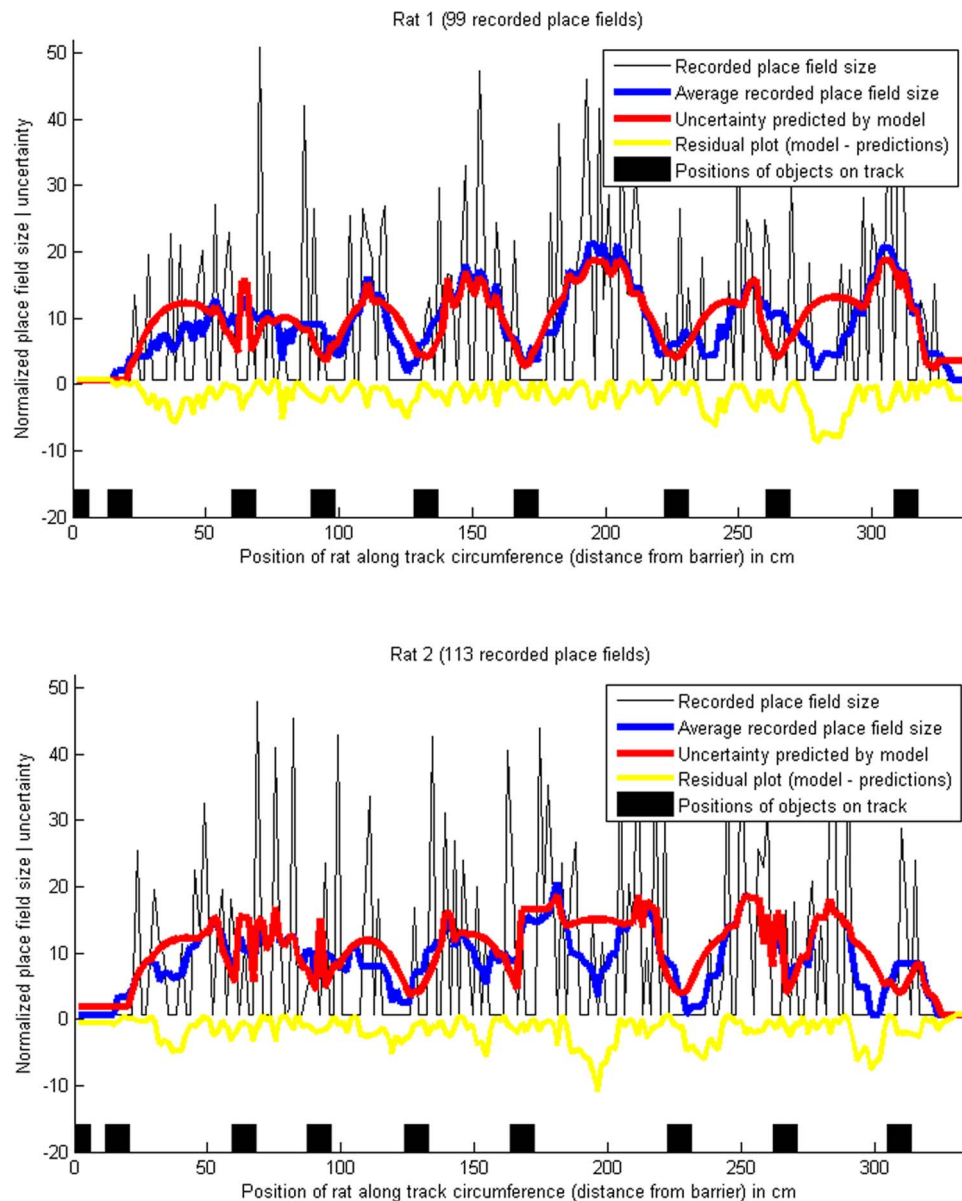 Rat 1 (99 recorded place fields)
50
40
30
20
10
0
-10
-20
Normalized place field size | uncertainty
Recorded place field size
Average recorded place field size
Uncertainty predicted by model
Residual plot (model - predictions)
Positions of objects on track
0 50 100 150 200 250 300
Position of rat along track circumference (distance from barrier) in cm
Rat 2 (113 recorded place fields)
50
40
30
20
10
0
-10
-20
Normalized place field size | uncertainty
Recorded place field size
Average recorded place field size
Uncertainty predicted by model
Residual plot (model - predictions)
Positions of objects on track
0 50 100 150 200 250 300
Position of rat along track circumference (distance from barrier) in cm